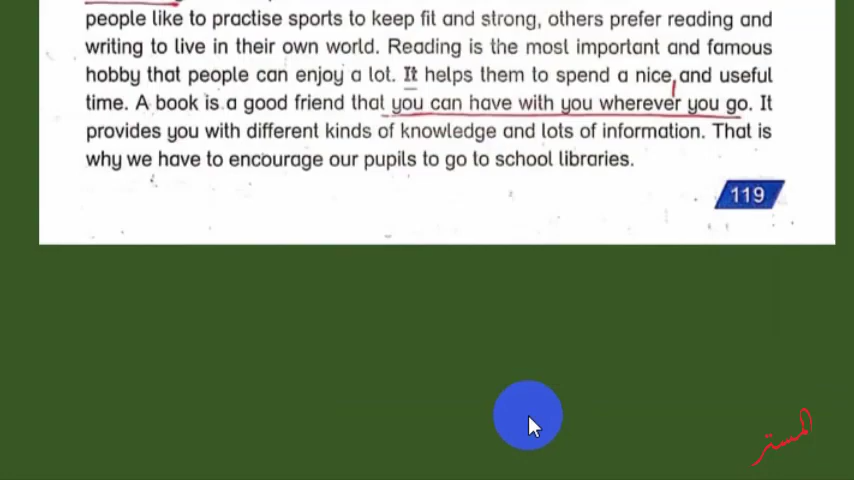 people like to practise sports to keep fit and strong, others prefer reading and
writing to live in their own world. Reading is the most important and famous
hobby that people can enjoy a lot. It helps them to spend a nice and useful
time. A book is a good friend that you can have with you wherever you go. It
provides you with different kinds of knowledge and lots of information. That is
why we have to encourage our pupils to go to school libraries.
119
المستر